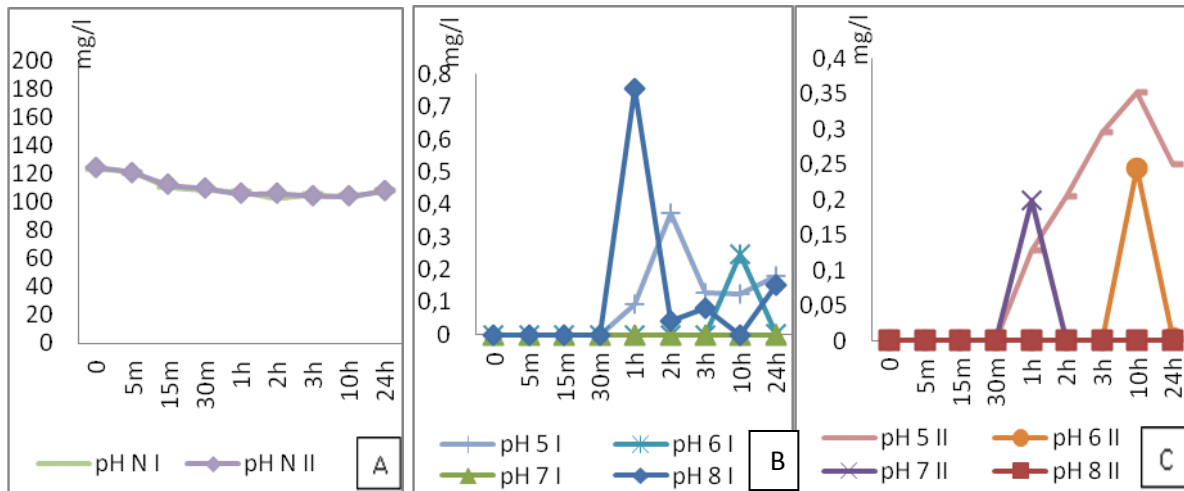 mg/l
200
180
160
140
120
100
80
60
40
20
0
0 5m 15m 30m 1h 2h 3h 10h 24h
pH N I pH N II
A
mg/l
0,8
0,7
0,6
0,5
0,4
0,3
0,2
0,1
0
0 5m 15m 30m 1h 2h 3h 10h 24h
pH 5 I pH 6 I
pH 7 I pH 8 I
B
mg/l
0,4
0,35
0,3
0,25
0,2
0,15
0,1
0,05
0
0 5m 15m 30m 1h 2h 3h 10h 24h
pH 5 II pH 6 II
pH 7 II pH 8 II
C